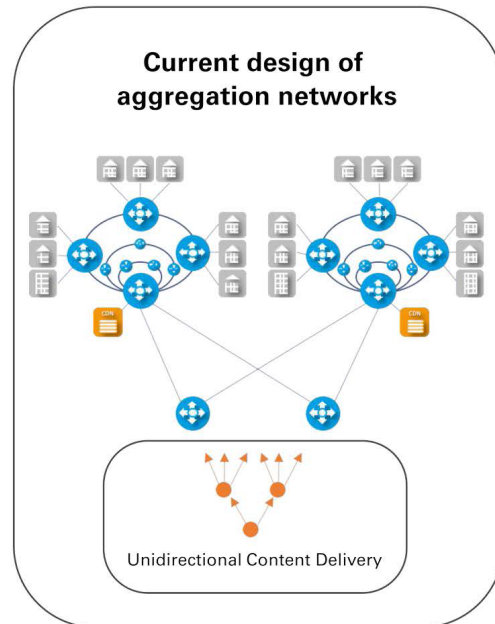 Current design of
aggregation networks
CDN
CDN
Unidirectional Content Delivery